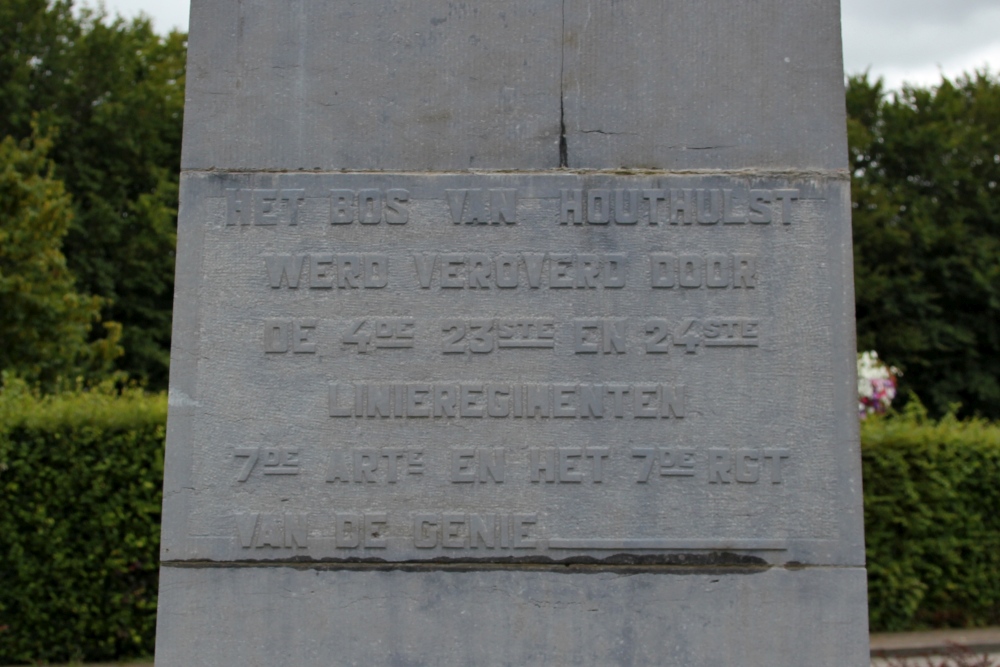 HET BOS VAN HOUTHULST
WERD VEROVERD DOOR
DE 4DE 23STE EN 24STE
LINIEREGIMENTEN
7DE ARTE EN HET 7DE RGT
VAN DE GENIE